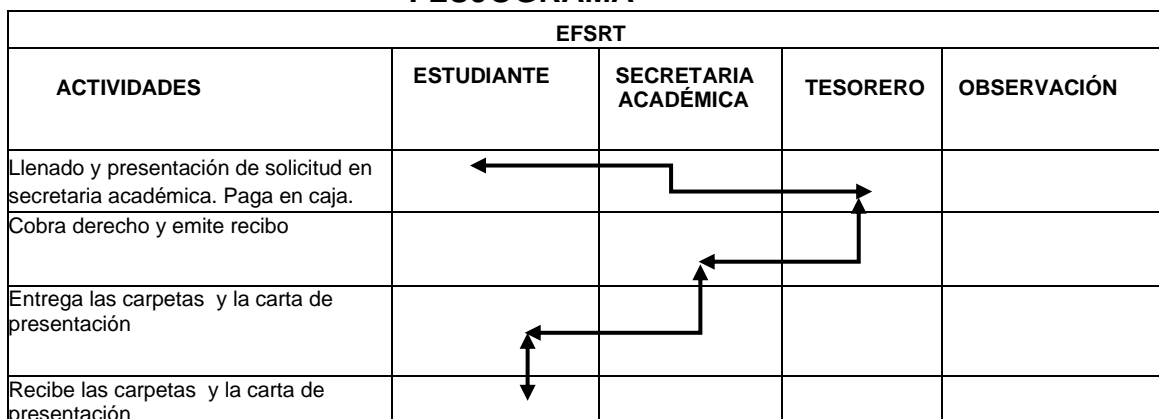 EFSRT
ACTIVIDADES
ESTUDIANTE
SECRETARIA
ACADÉMICA
TESORERO
OBSERVACIÓN
Llenado y presentación de solicitud en
secretaria académica. Paga en caja.
Cobra derecho y emite recibo
Entrega las carpetas y la carta de
presentación
Recibe las carpetas y la carta de
presentación